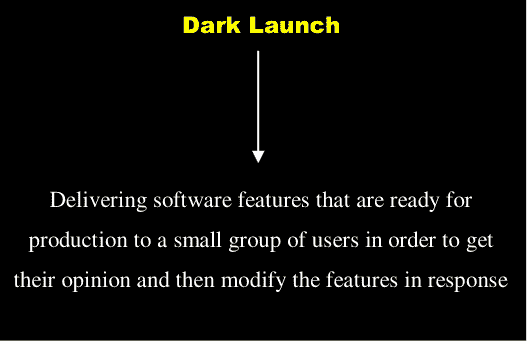 Dark Launch
Delivering software features that are ready for
production to a small group of users in order to get
their opinion and then modify the features in response